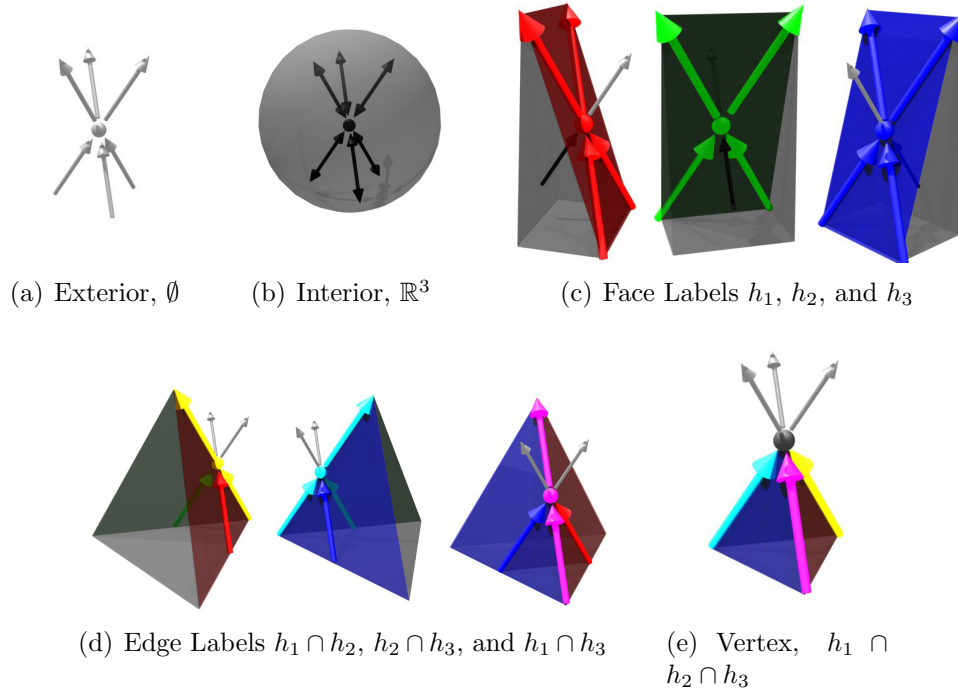 (a) Exterior, ∅
(b) Interior, ℝ³
(c) Face Labels h₁, h₂, and h₃
(d) Edge Labels h₁ ∩ h₂, h₂ ∩ h₃, and h₁ ∩ h₃
(e) Vertex, h₁ ∩
h₂ ∩ h₃